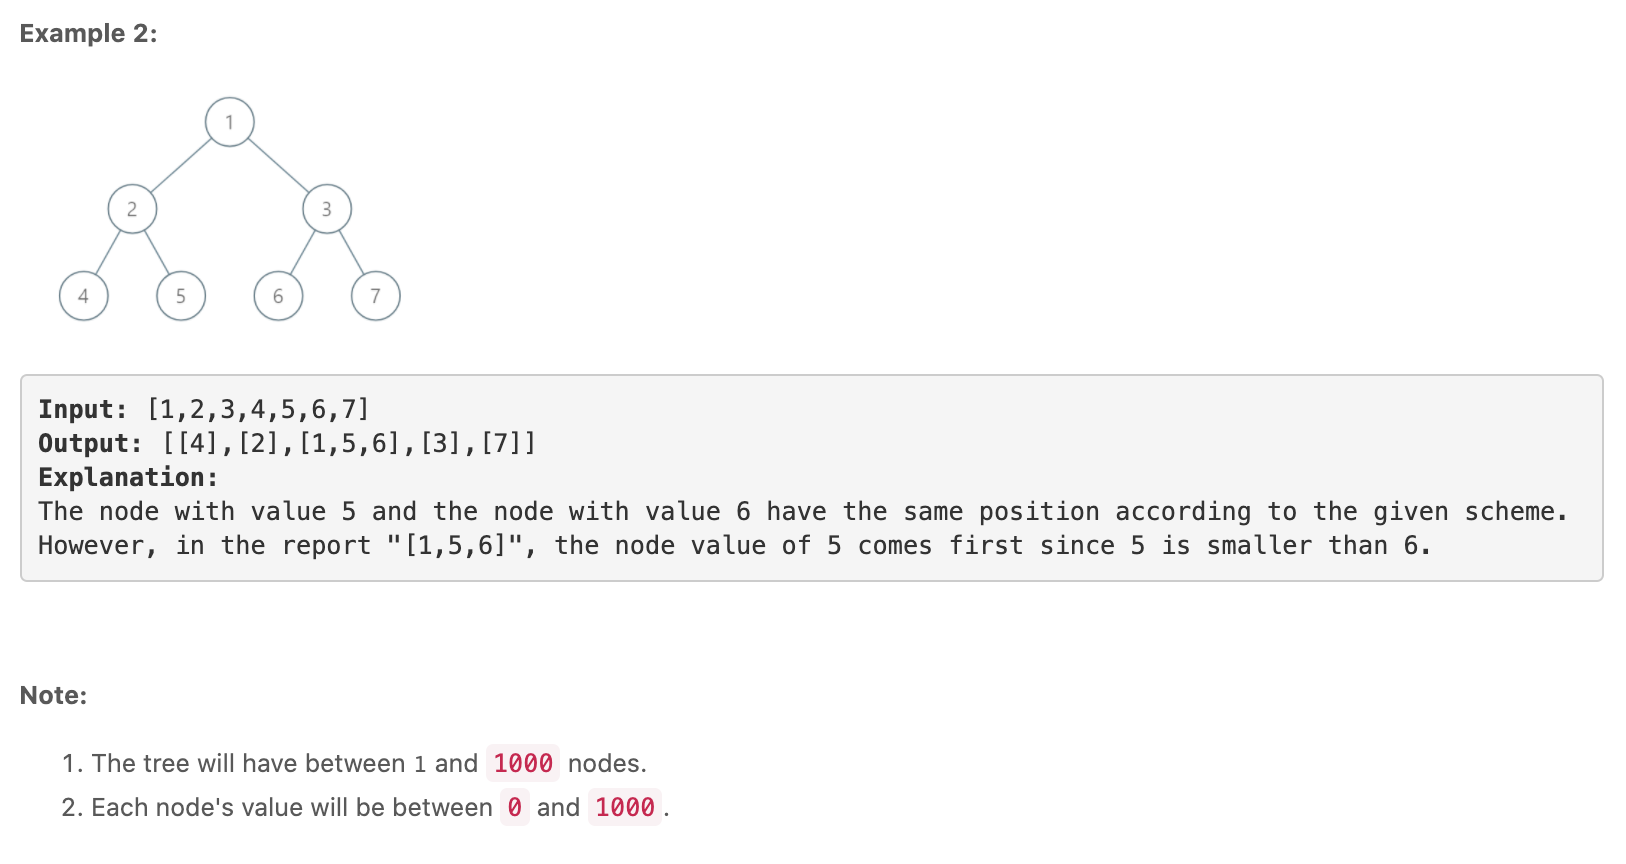 Example 2:
1
2
3
4
5
6
7
Input: [1,2,3,4,5,6,7]
Output: [[4],[2],[1,5,6],[3],[7]]
Explanation:
The node with value 5 and the node with value 6 have the same position according to the given scheme.
However, in the report "[1,5,6]", the node value of 5 comes first since 5 is smaller than 6.
Note:
1. The tree will have between 1 and 1000 nodes.
2. Each node's value will be between 0 and 1000.